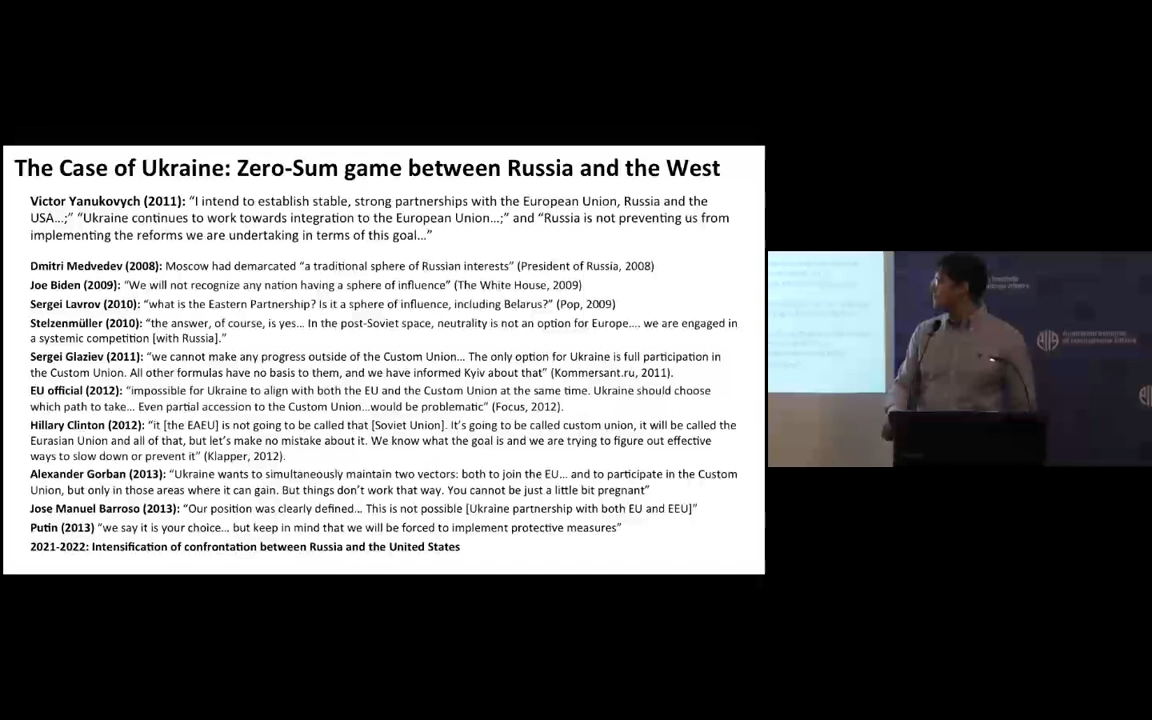 The Case of Ukraine: Zero-Sum game between Russia and the West
Victor Yanukovych (2011): “I intend to establish stable, strong partnerships with the European Union, Russia and the
USA...;” “Ukraine continues to work towards integration to the European Union...;” and “Russia is not preventing us from
implementing the reforms we are undertaking in terms of this goal...”
Dmitri Medvedev (2008): Moscow had demarcated “a traditional sphere of Russian interests” (President of Russia, 2008)
Joe Biden (2009): “We will not recognize any nation having a sphere of influence” (The White House, 2009)
Sergei Lavrov (2010): “what is the Eastern Partnership? Is it a sphere of influence, including Belarus?” (Pop, 2009)
Stelzenmüller (2010): “the answer, of course, is yes... In the post-Soviet space, neutrality is not an option for Europe.... we are engaged in
a systemic competition [with Russia].”
Sergei Glaziev (2011): “we cannot make any progress outside of the Custom Union... The only option for Ukraine is full participation in
the Custom Union. All other formulas have no basis to them, and we have informed Kyiv about that” (Kommersant.ru, 2011).
EU official (2012): “impossible for Ukraine to align with both the EU and the Custom Union at the same time. Ukraine should choose
which path to take... Even partial accession to the Custom Union...would be problematic” (Focus, 2012).
Hillary Clinton (2012): “it [the EAEU] is not going to be called that [Soviet Union]. It’s going to be called custom union, it will be called the
Eurasian Union and all of that, but let’s make no mistake about it. We know what the goal is and we are trying to figure out effective
ways to slow down or prevent it” (Klapper, 2012).
Alexander Gorban (2013): “Ukraine wants to simultaneously maintain two vectors: both to join the EU... and to participate in the Custom
Union, but only in those areas where it can gain. But things don’t work that way. You cannot be just a little bit pregnant”
Jose Manuel Barroso (2013): “Our position was clearly defined... This is not possible [Ukraine partnership with both EU and EEU]”
Putin (2013) “we say it is your choice... but keep in mind that we will be forced to implement protective measures”
2021-2022: Intensification of confrontation between Russia and the United States